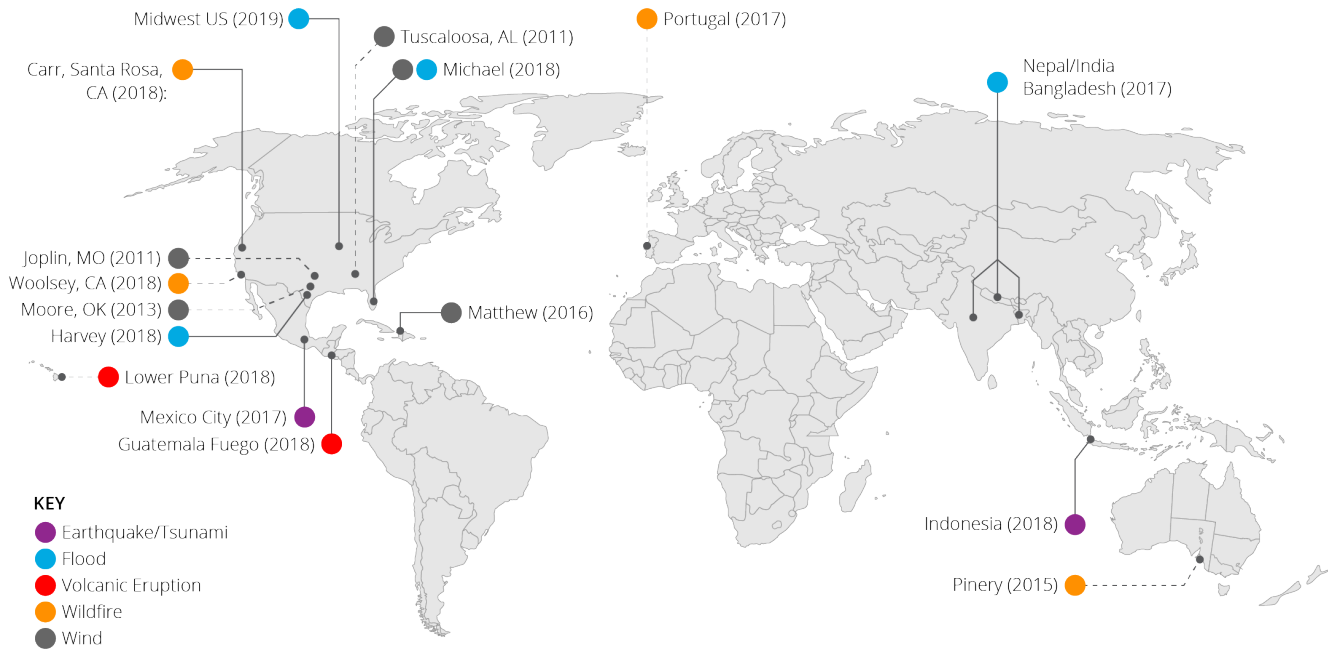 Midwest US (2019)
Portugal (2017)
Tuscaloosa, AL (2011)
Carr, Santa Rosa,
CA (2018):
Michael (2018)
Nepal/India
Bangladesh (2017)
Joplin, MO (2011)
Woolsey, CA (2018)
Moore, OK (2013)
Matthew (2016)
Harvey (2018)
Lower Puna (2018)
Mexico City (2017)
Guatemala Fuego (2018)
KEY
Earthquake/Tsunami
Flood
Volcanic Eruption
Wildfire
Wind
Indonesia (2018)
Pinery (2015)